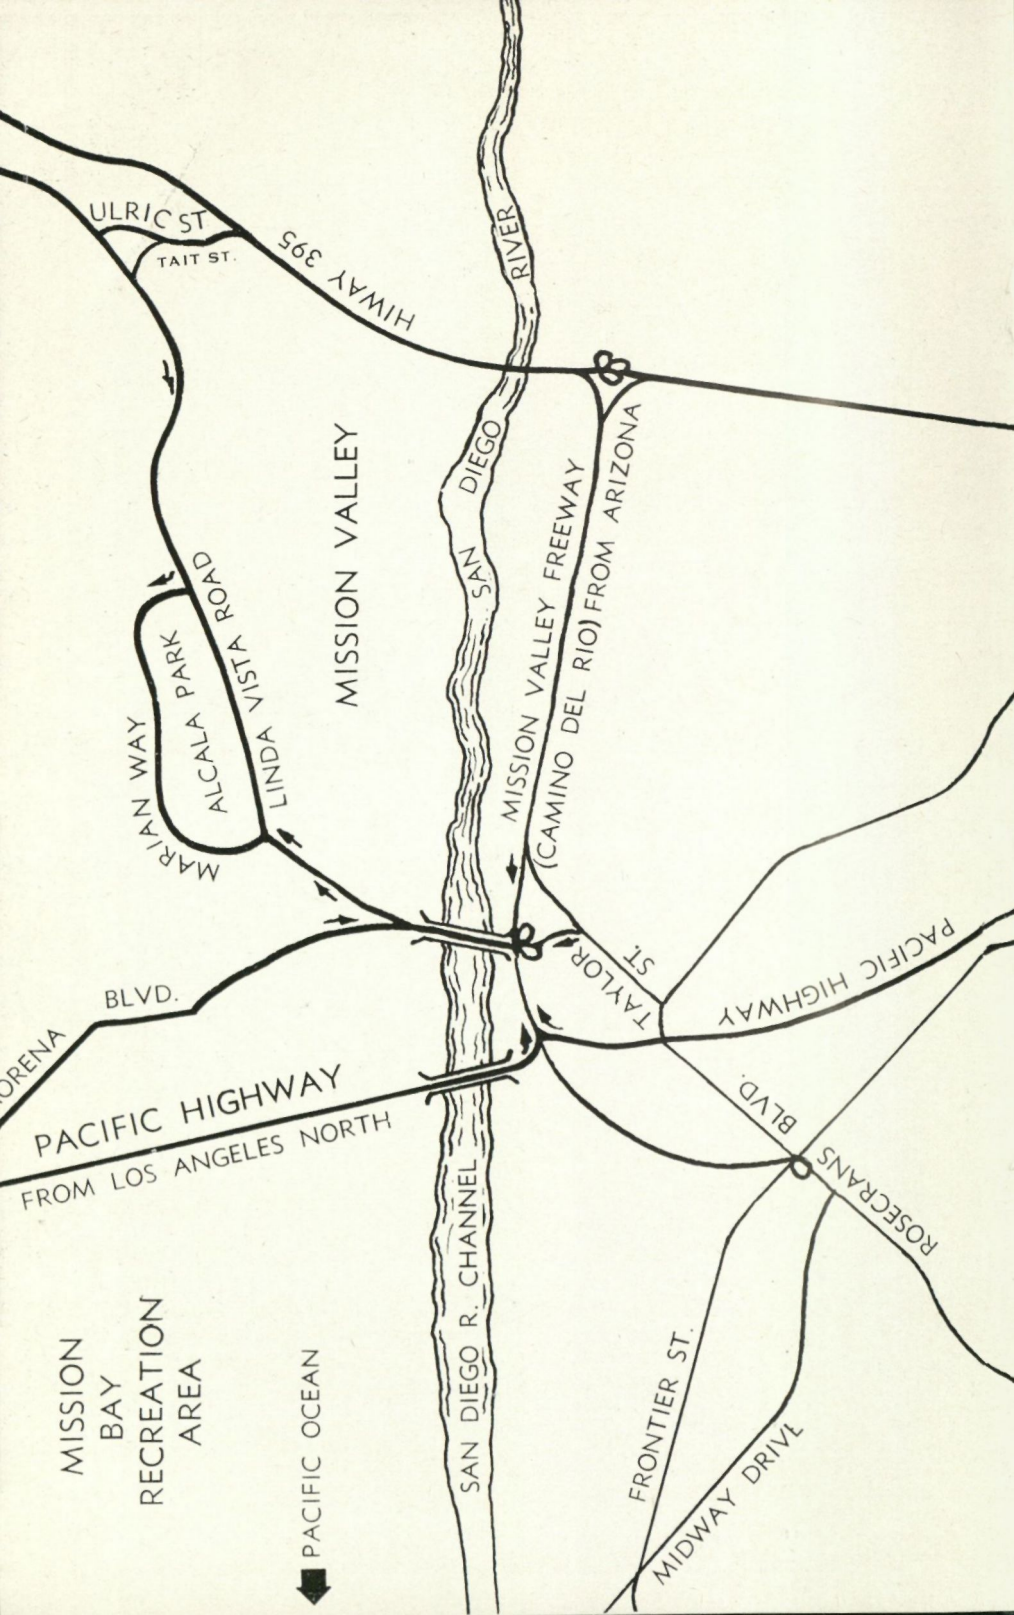 ULRIC ST
TAIT ST.
HIWAY 395
SAN DIEGO RIVER
MISSION VALLEY
LINDA VISTA ROAD
ALCALA PARK
MARIAN WAY
MISSION VALLEY FREEWAY
(CAMINO DEL RIO) FROM ARIZONA
TAYLOR
ST.
PACIFIC HIGHWAY
ORENA
BLVD.
PACIFIC HIGHWAY
FROM LOS ANGELES NORTH
ROSECRANS
BLVD.
SAN DIEGO R. CHANNEL
MISSION
BAY
RECREATION
AREA
PACIFIC OCEAN
FRONTIER ST.
MIDWAY DRIVE